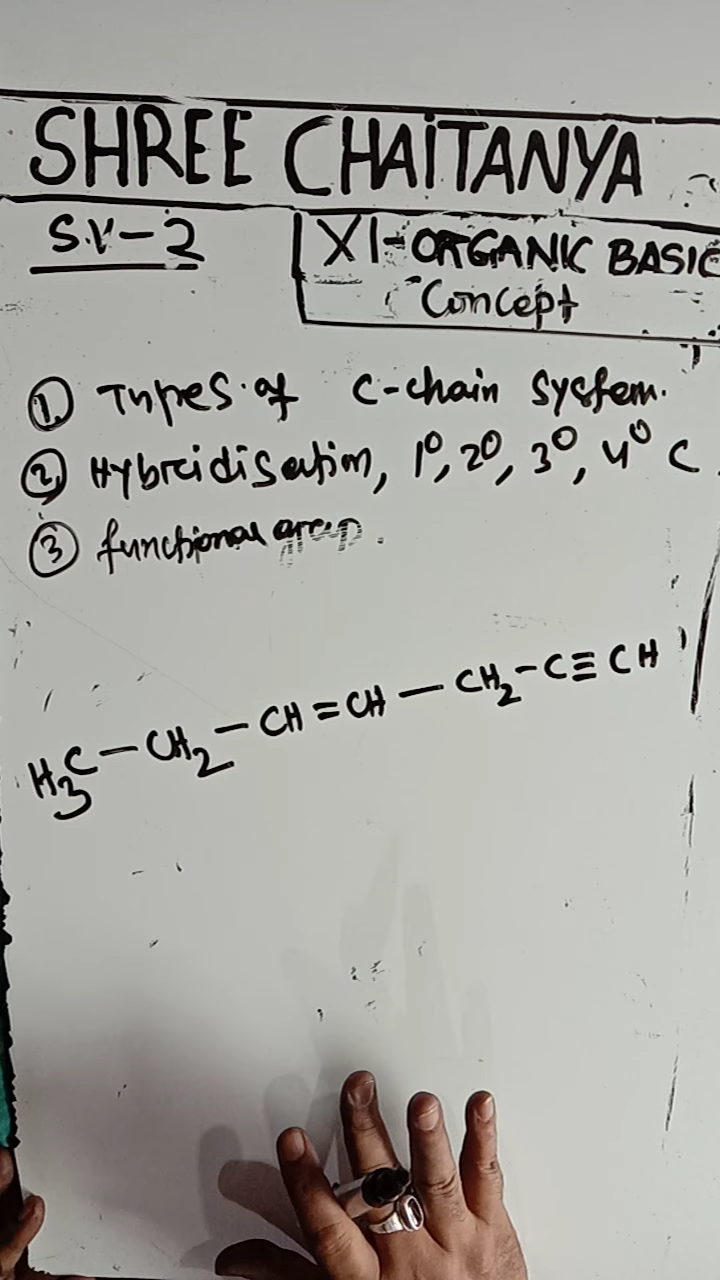 SHREE CHAITANYA
S.V-2
XI-ORGANIC BASIC
Concept
① Types of C-chain system.
② Hybridisation, 1°, 2°, 3°, 4° C
③ functional group.
H₃C — CH₂ — CH = CH — CH₂ - C ≡ CH